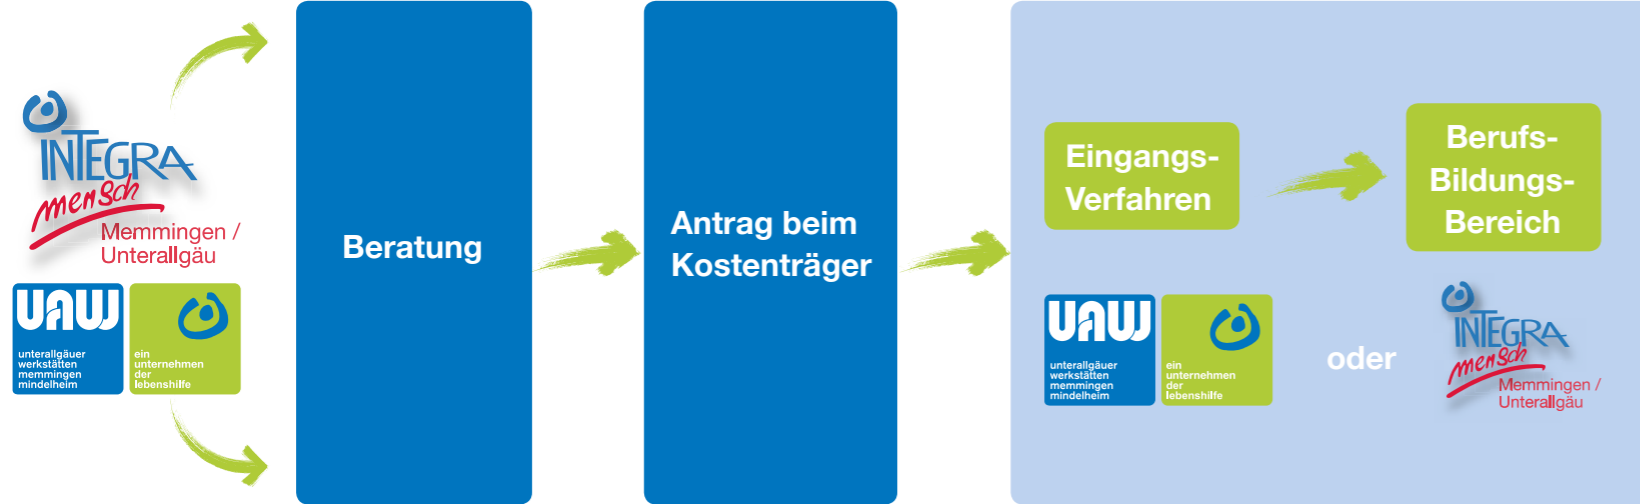 INTEGRA
mensch
Memmingen /
Unterallgäu
UAW
unterallgäuer
werkstätten
memmingen
mindelheim
ein
unternehmen
der
lebenshilfe
Beratung
Antrag beim
Kostenträger
Eingangs-
Verfahren
Berufs-
Bildungs-
Bereich
UAW
unterallgäuer
werkstätten
memmingen
mindelheim
ein
unternehmen
der
lebenshilfe
oder
INTEGRA
mensch
Memmingen /
Unterallgäu